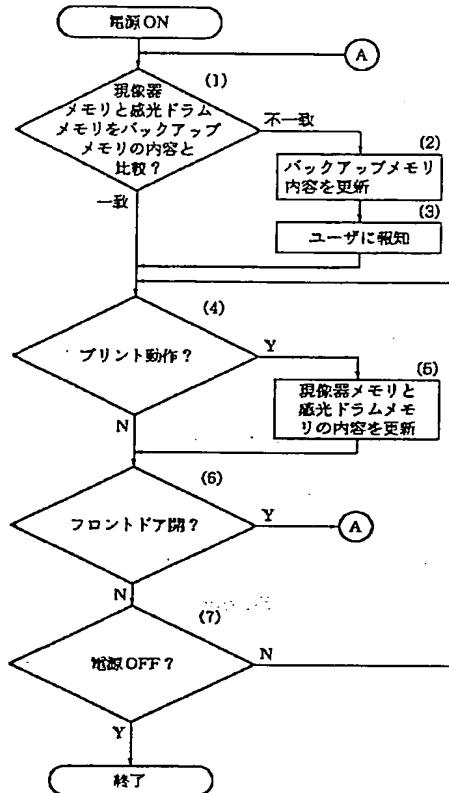 電源ON
A
(1)
現像器
メモリと感光ドラム
メモリをバックアップ
メモリの内容と
比較？
不一致
一致
(2)
バックアップメモリ
内容を更新
(3)
ユーザに報知
(4)
プリント動作？
Y
N
(5)
現像器メモリと
感光ドラムメモ
リの内容を更新
(6)
フロントドア開？
Y
A
N
(7)
電源OFF？
N
Y
終了